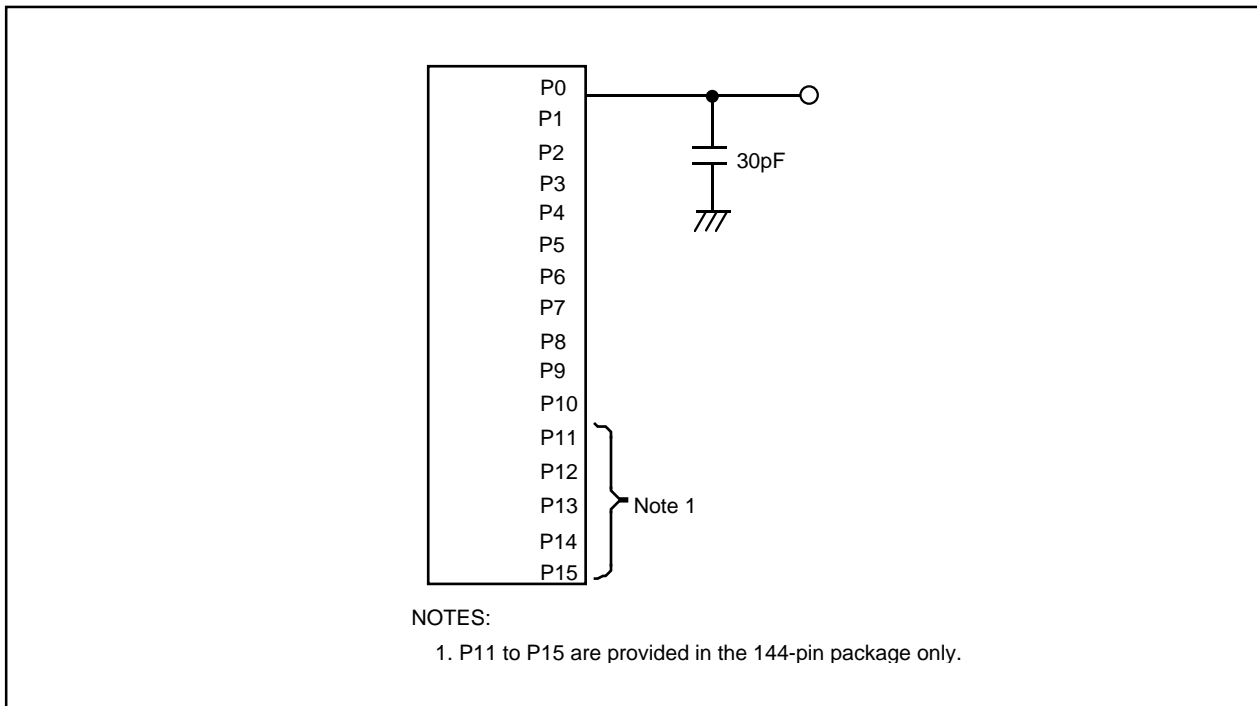 P0
P1
P2
30pF
P3
P4
P5
P6
P7
P8
P9
P10
P11
P12
P13
Note 1
P14
P15
NOTES:
1. P11 to P15 are provided in the 144-pin package only.